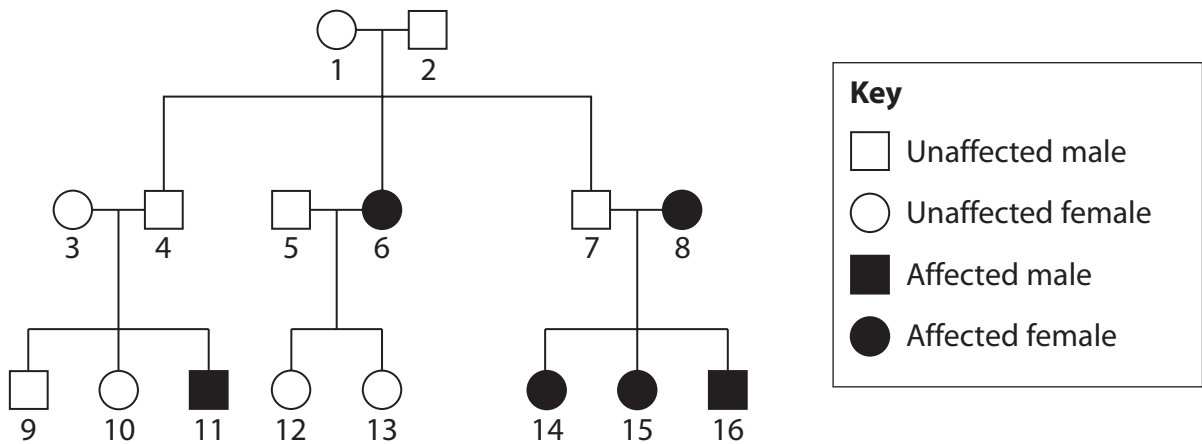 1 2
Key
Unaffected male
Unaffected female
Affected male
Affected female
3 4 5 6 7 8
9 10 11 12 13 14 15 16